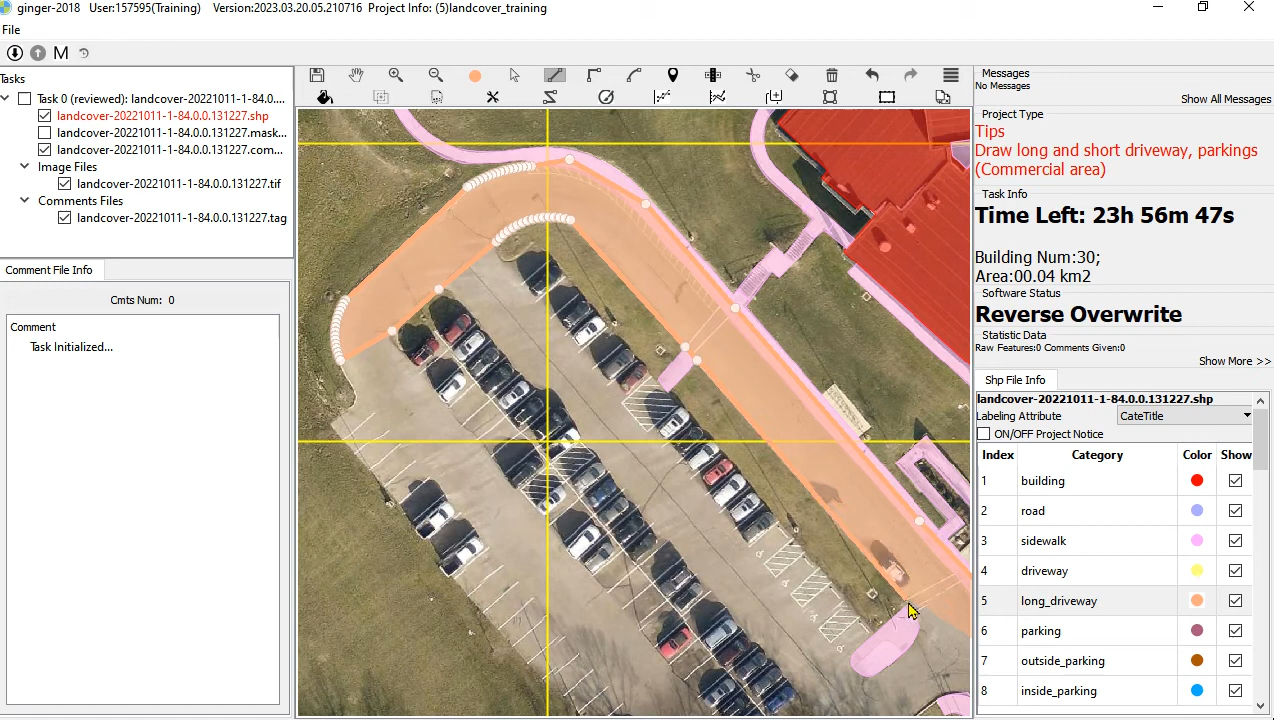 ginger-2018 User:157595(Training) Version:2023.03.20.05.210716 Project Info: (5)landcover_training
File
M
Tasks
Task 0 (reviewed): landcover-20221011-1-84.0....
landcover-20221011-1-84.0.0.131227.shp
landcover-20221011-1-84.0.0.131227.mask...
landcover-20221011-1-84.0.0.131227.com...
Image Files
landcover-20221011-1-84.0.0.131227.tif
Comments Files
landcover-20221011-1-84.0.0.131227.tag
Comment File Info
Cmts Num: 0
Comment
Task Initialized...
Messages
No Messages
Show All Messages
Project Type
Tips
Draw long and short driveway, parkings
(Commercial area)
Task Info
Time Left: 23h 56m 47s
Building Num:30;
Area:00.04 km2
Software Status
Reverse Overwrite
Statistic Data
Raw Features:0 Comments Given:0
Show More >>
Shp File Info
landcover-20221011-1-84.0.0.131227.shp
Labeling Attribute CateTitle
ON/OFF Project Notice
Index Category Color Show
1 building
2 road
3 sidewalk
4 driveway
5 long_driveway
6 parking
7 outside_parking
8 inside_parking